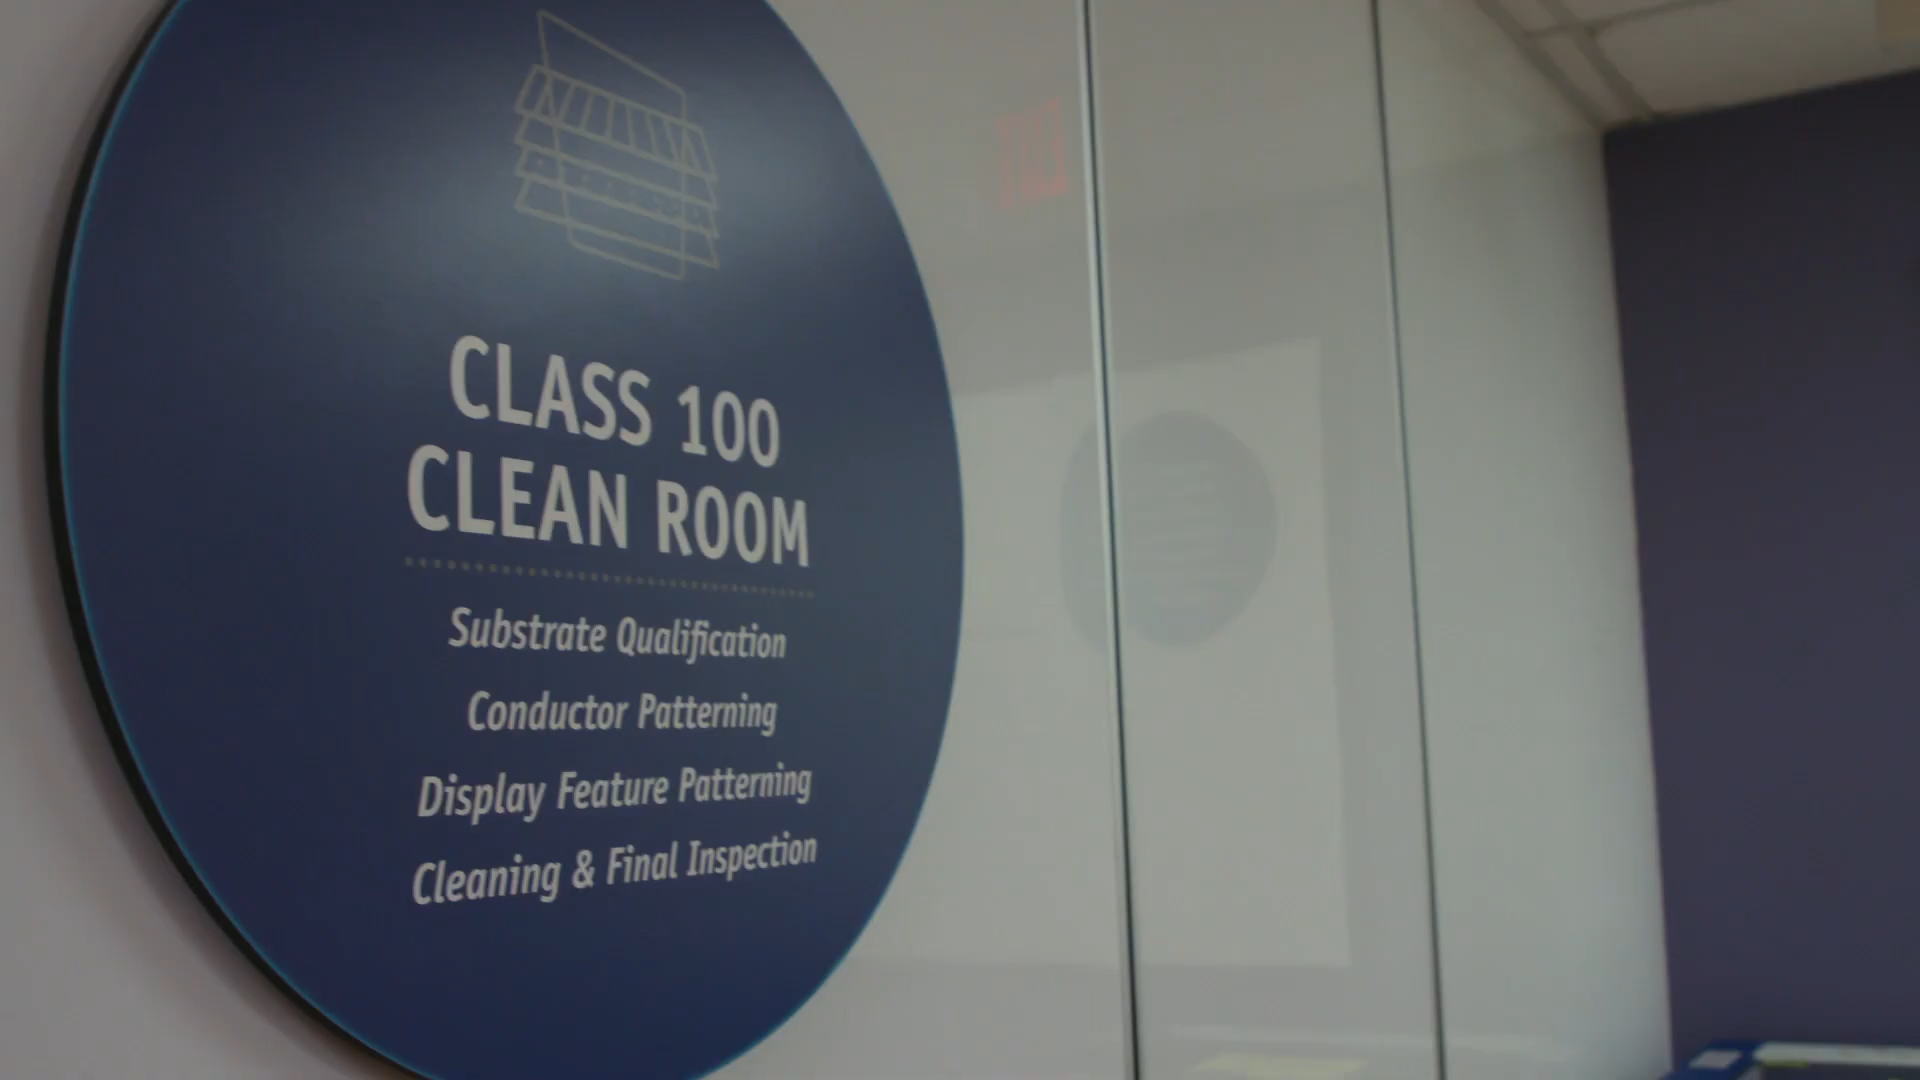 CLASS 100
CLEAN ROOM
Substrate Qualification
Conductor Patterning
Display Feature Patterning
Cleaning & Final Inspection